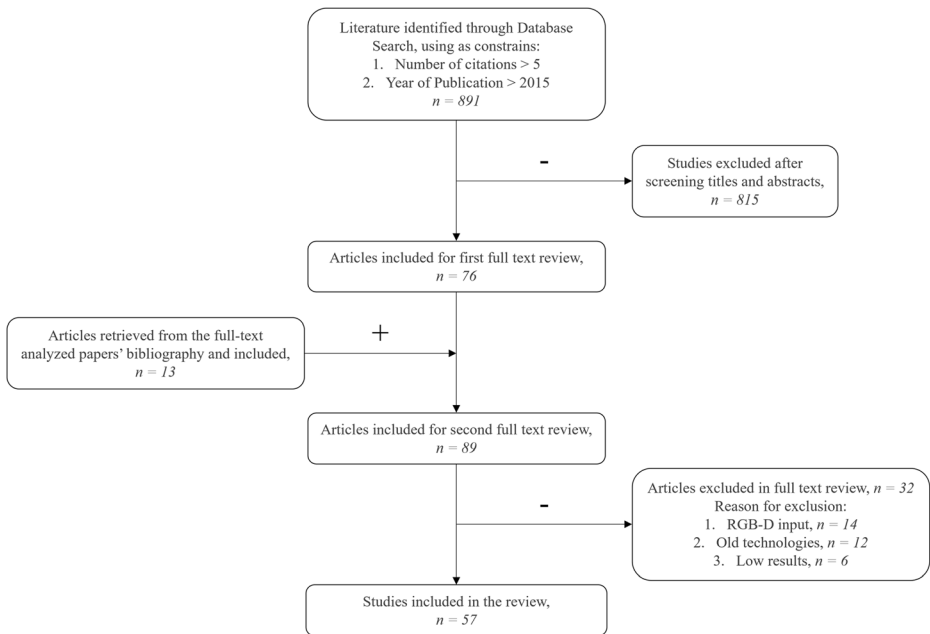 Literature identified through Database
Search, using as constrains:
1. Number of citations > 5
2. Year of Publication > 2015
n = 891
-
Studies excluded after
screening titles and abstracts,
n = 815
Articles included for first full text review,
n = 76
Articles retrieved from the full-text
analyzed papers' bibliography and included,
n = 13
+
Articles included for second full text review,
n = 89
-
Articles excluded in full text review, n = 32
Reason for exclusion:
1. RGB-D input, n = 14
2. Old technologies, n = 12
3. Low results, n = 6
Studies included in the review,
n = 57